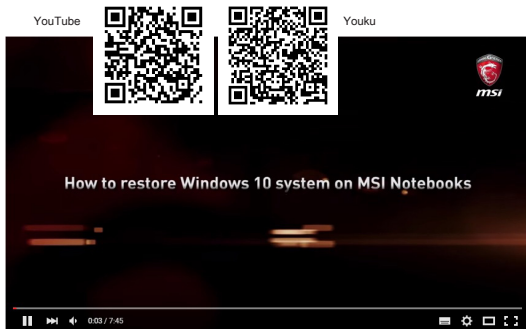 YouTube
Youku
msi
How to restore Windows 10 system on MSI Notebooks
0:03 / 7:45